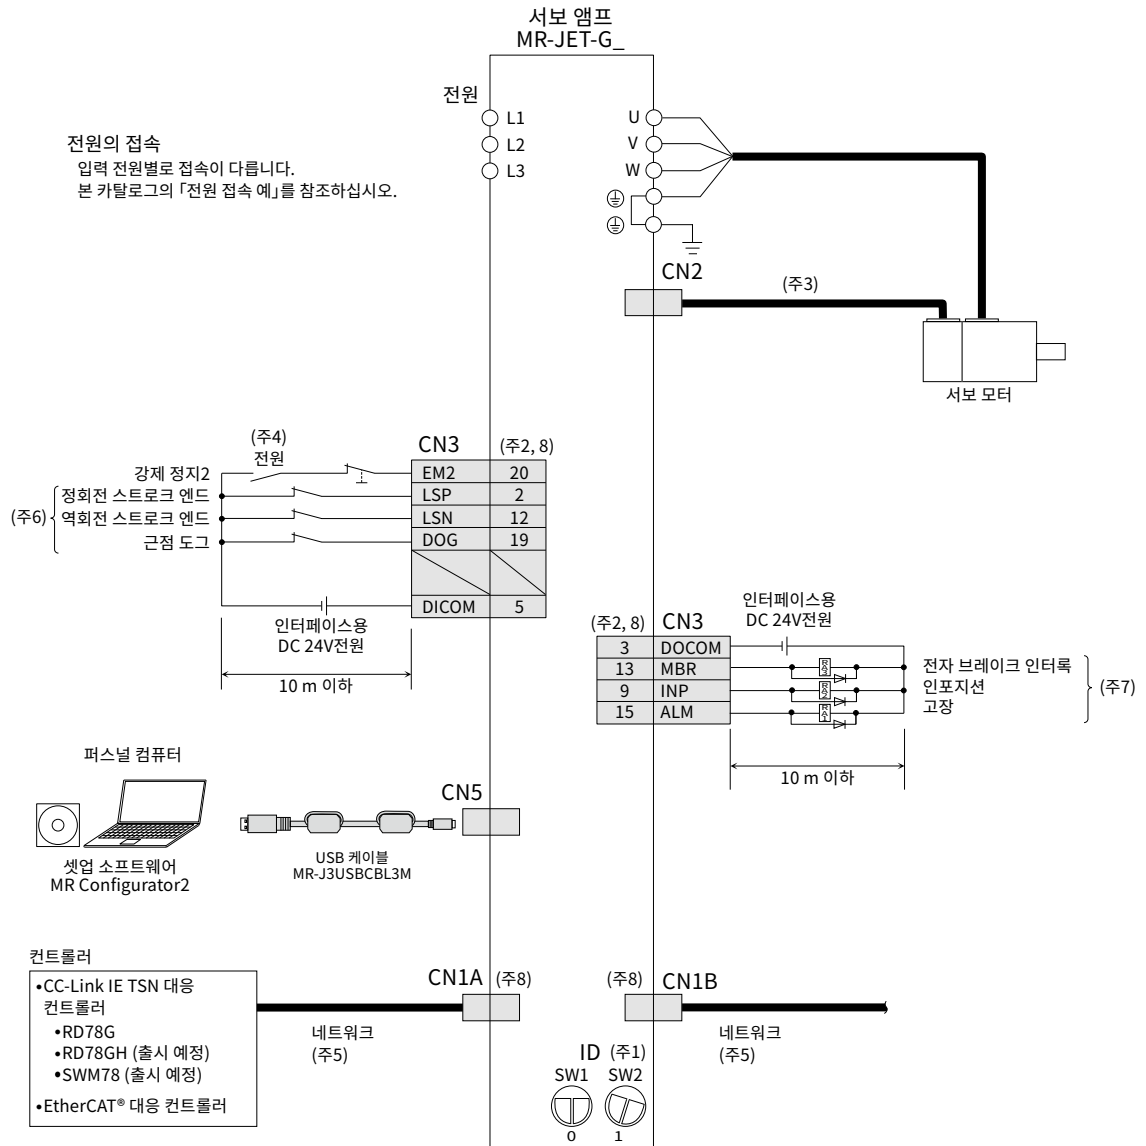 서보 앰프
MR-JET-G_
전원
L1
L2
L3
U
V
W
전원의 접속
입력 전원별로 접속이 다릅니다.
본 카탈로그의 「전원 접속 예」를 참조하십시오.
CN2
(주3)
서보 모터
(주4)
전원
CN3
(주2, 8)
강제 정지2
EM2 20
정회전 스트로크 엔드
LSP 2
(주6)
역회전 스트로크 엔드
LSN 12
근접 도그
DOG 19
DICOM 5
인터페이스용
DC 24V전원
10 m 이하
(주2, 8)
CN3
인터페이스용
DC 24V전원
3 DOCOM
13 MBR
RA3
전자 브레이크 인터록
9 INP
RA2
인포지션
(주7)
15 ALM
RA1
고장
10 m 이하
퍼스널 컴퓨터
CN5
셋업 소프트웨어
MR Configurator2
USB 케이블
MR-J3USBCBL3M
컨트롤러
•CC-Link IE TSN 대응
컨트롤러
•RD78G
•RD78GH (출시 예정)
•SWM78 (출시 예정)
•EtherCAT® 대응 컨트롤러
CN1A
(주8)
네트워크
(주5)
(주8)
CN1B
네트워크
(주5)
ID (주1)
SW1 SW2
0 1